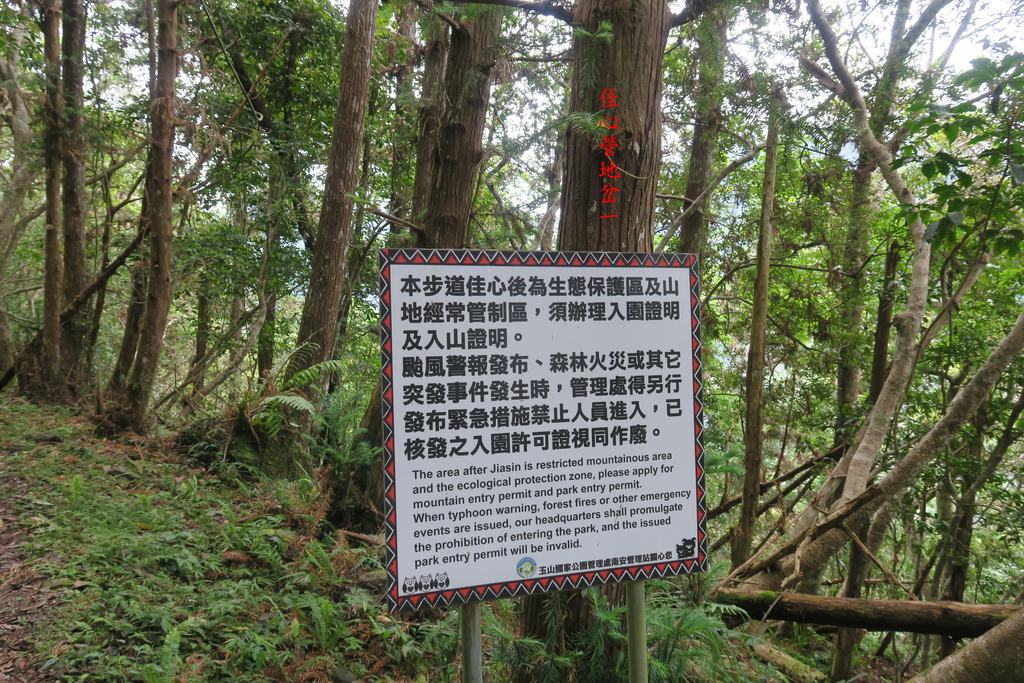 佳心營地岔一
本步道佳心後為生態保護區及山
地經常管制區，須辦理入園證明
及入山證明。
颱風警報發布、森林火災或其它
突發事件發生時，管理處得另行
發布緊急措施禁止人員進入，已
核發之入園許可證視同作廢。
The area after Jiasin is restricted mountainous area
and the ecological protection zone, please apply for
mountain entry permit and park entry permit.
When typhoon warning, forest fires or other emergency
events are issued, our headquarters shall promulgate
the prohibition of entering the park, and the issued
park entry permit will be invalid.
玉山國家公園管理處南安管理站關心您